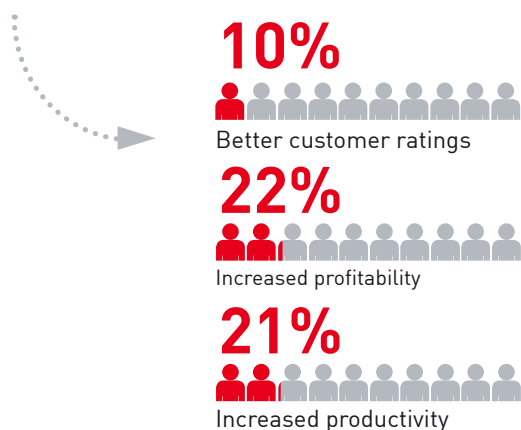 10%
Better customer ratings
22%
Increased profitability
21%
Increased productivity